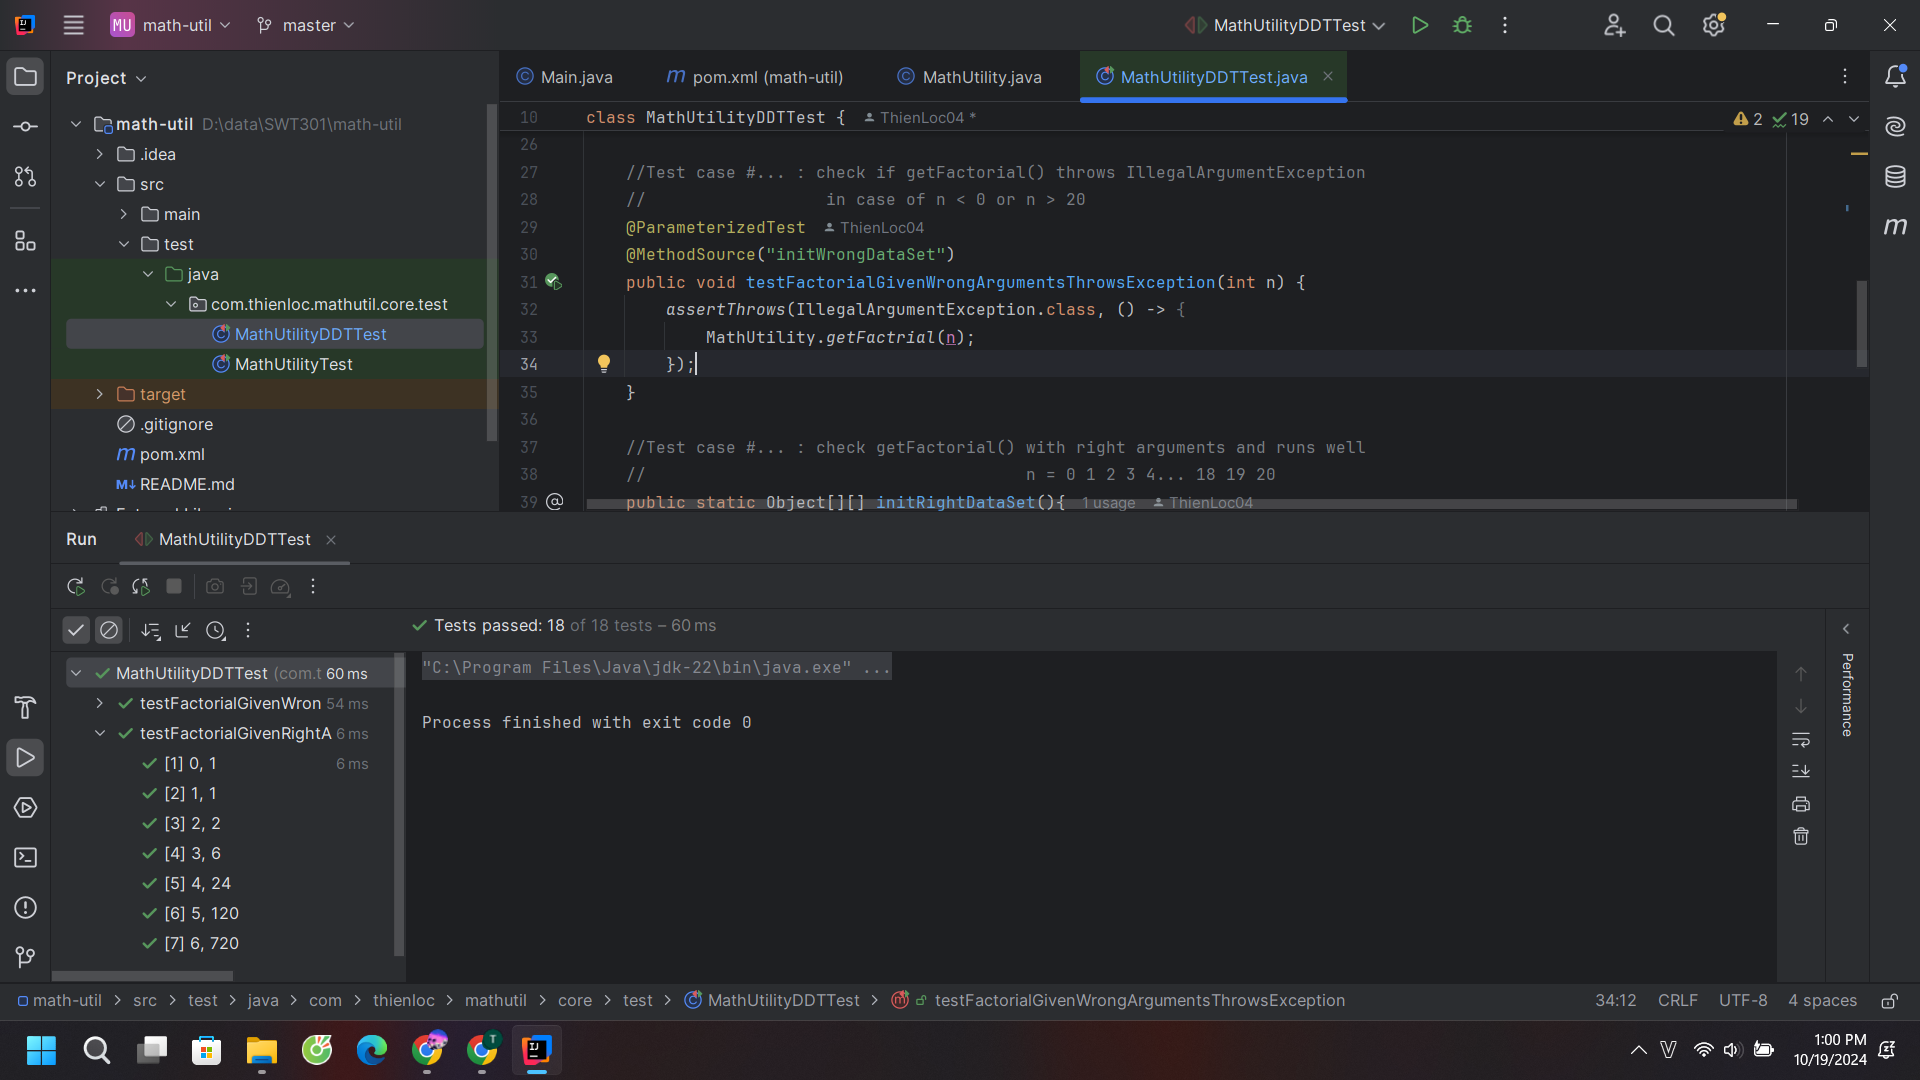 MU math-util master MathUtilityDDTTest
Project
Main.java pom.xml (math-util) MathUtility.java MathUtilityDDTTest.java
math-util D:\data\SWT301\math-util
.idea
src
main
test
java
com.thienloc.mathutil.core.test
MathUtilityDDTTest
MathUtilityTest
target
.gitignore
pom.xml
README.md
10 class MathUtilityDDTTest { ThienLoc04 *
2 19
26
27 //Test case #... : check if getFactorial() throws IllegalArgumentException
28 // in case of n < 0 or n > 20
29 @ParameterizedTest ThienLoc04
30 @MethodSource("initWrongDataSet")
31 public void testFactorialGivenWrongArgumentsThrowsException(int n) {
32 assertThrows(IllegalArgumentException.class, () -> {
33 MathUtility.getFactrial(n);
34 });
35 }
36
37 //Test case #... : check getFactorial() with right arguments and runs well
38 // n = 0 1 2 3 4... 18 19 20
39 public static Object[][] initRightDataSet(){ 1 usage ThienLoc04
Run MathUtilityDDTTest
Tests passed: 18 of 18 tests – 60 ms
MathUtilityDDTTest (com.t 60 ms
testFactorialGivenWron 54 ms
testFactorialGivenRightA 6 ms
[1] 0, 1 6 ms
[2] 1, 1
[3] 2, 2
[4] 3, 6
[5] 4, 24
[6] 5, 120
[7] 6, 720
"C:\Program Files\Java\jdk-22\bin\java.exe" ...
Process finished with exit code 0
Performance
math-util > src > test > java > com > thienloc > mathutil > core > test > MathUtilityDDTTest > testFactorialGivenWrongArgumentsThrowsException
34:12 CRLF UTF-8 4 spaces
1:00 PM
10/19/2024